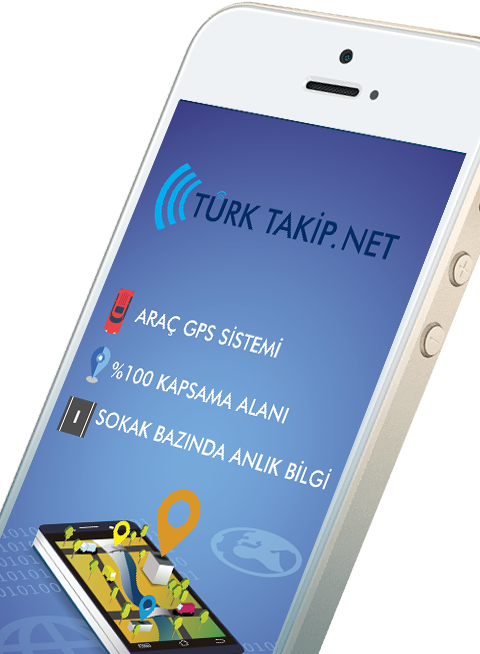 TÜRK TAKİP.NET
ARAÇ GPS SİSTEMİ
%100 KAPSAMA ALANI
SOKAK BAZINDA ANLIK BİLGİ